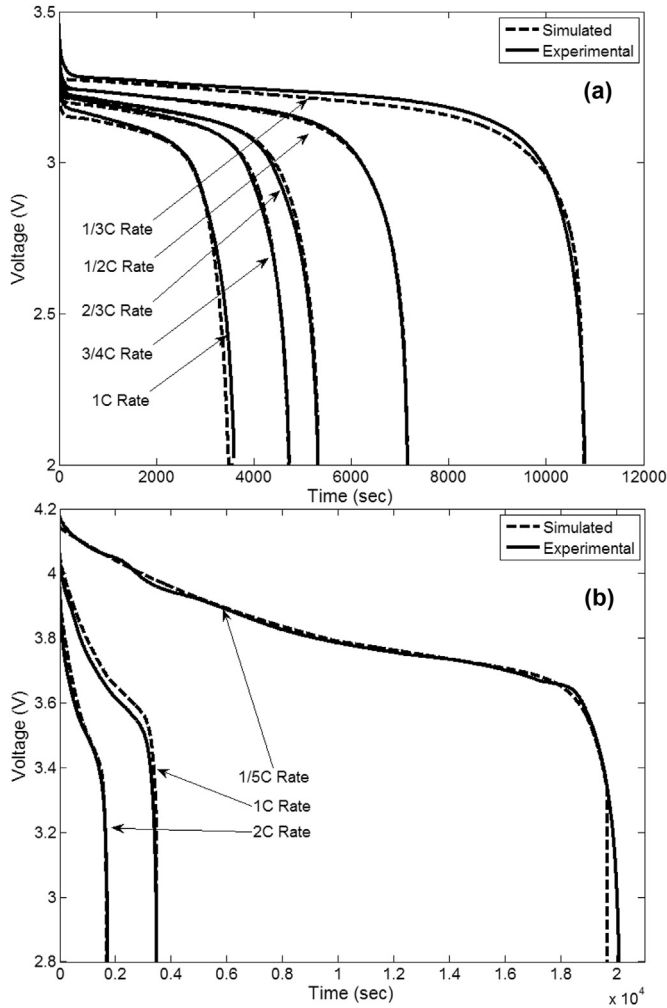 3.5
Simulated
Experimental
(a)
3
Voltage (V)
1/3C Rate
1/2C Rate
2/3C Rate
2.5
3/4C Rate
1C Rate
2
0 2000 4000 6000 8000 10000 12000
Time (sec)
4.2
Simulated
Experimental
4
(b)
3.8
Voltage (V)
3.6
1/5C Rate
3.4
1C Rate
2C Rate
3.2
3
2.8
0 0.2 0.4 0.6 0.8 1 1.2 1.4 1.6 1.8 2
Time (sec)
x 10⁴